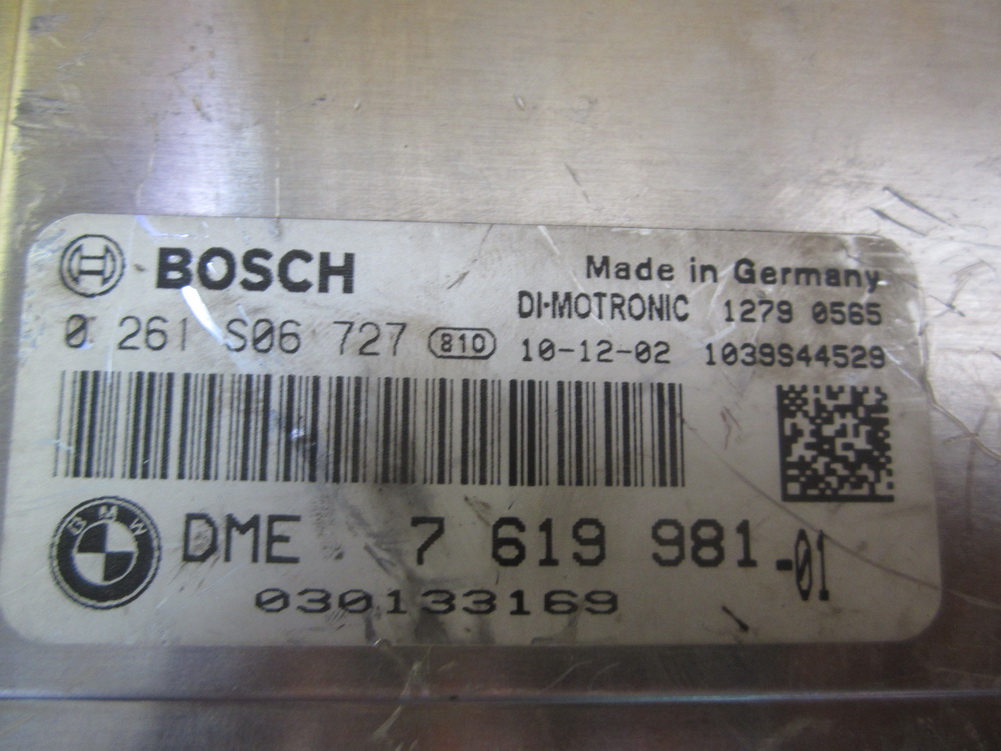 BOSCH
Made in Germany
DI-MOTRONIC 1279 0565
0 261 S06 727 810 10-12-02 1039S44529
BMW DME 7 619 981-01
030133169